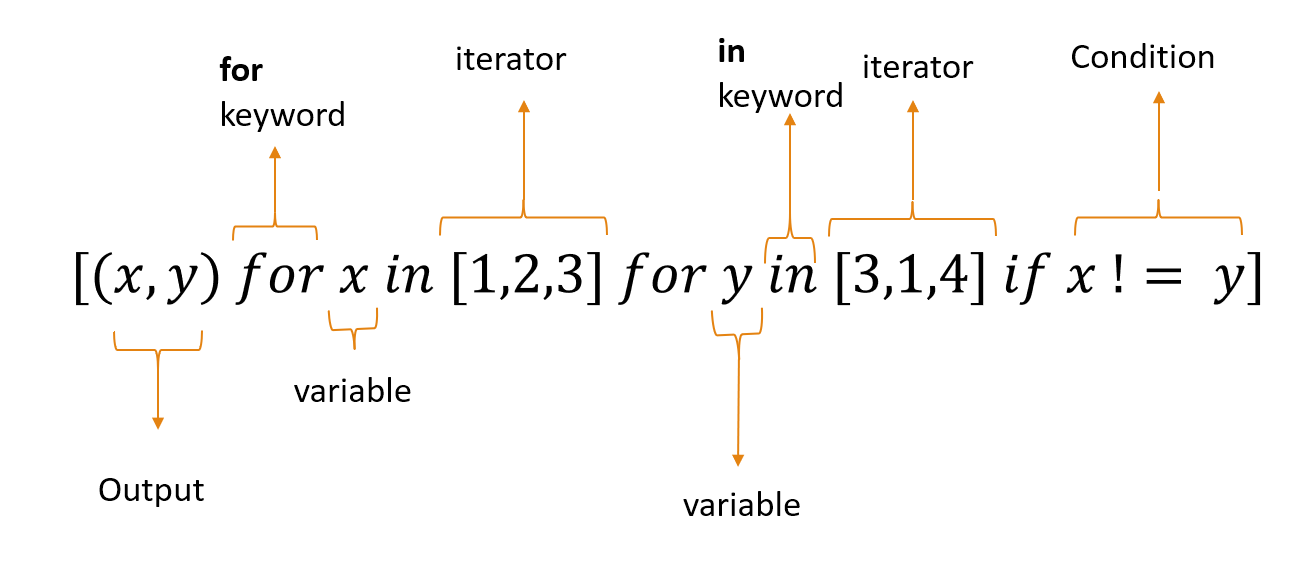 for
keyword
iterator
in
keyword
iterator
Condition
[(x, y) for x in [1,2,3] for y in [3,1,4] if x ! = y]
variable
Output
variable